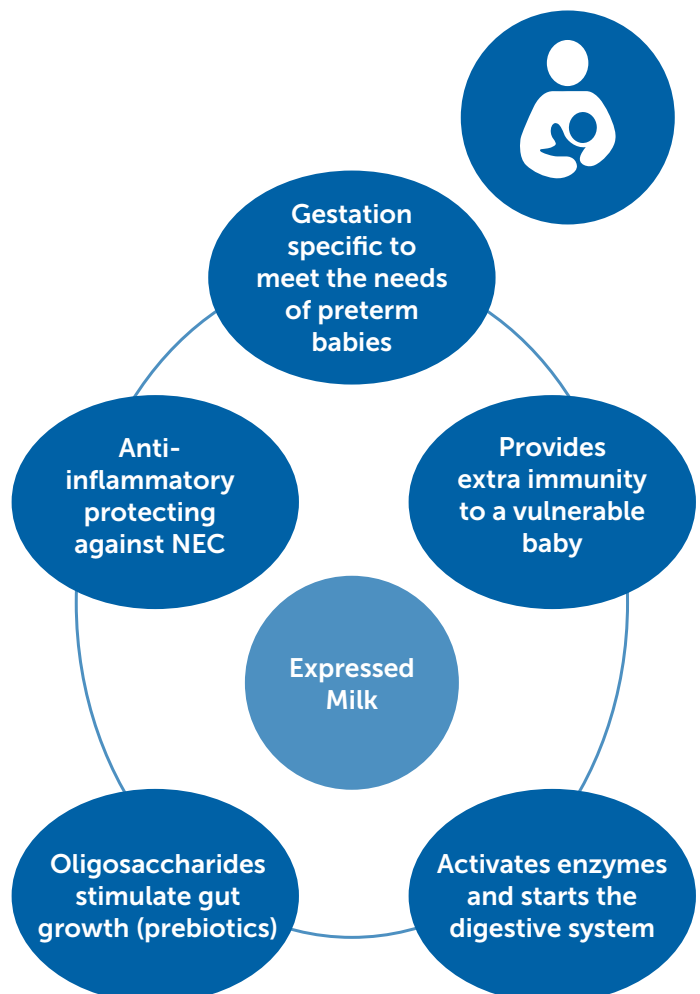 Gestation
specific to
meet the needs
of preterm
babies
Anti-
inflammatory
protecting
against NEC
Provides
extra immunity
to a vulnerable
baby
Expressed
Milk
Oligosaccharides
stimulate gut
growth (prebiotics)
Activates enzymes
and starts the
digestive system